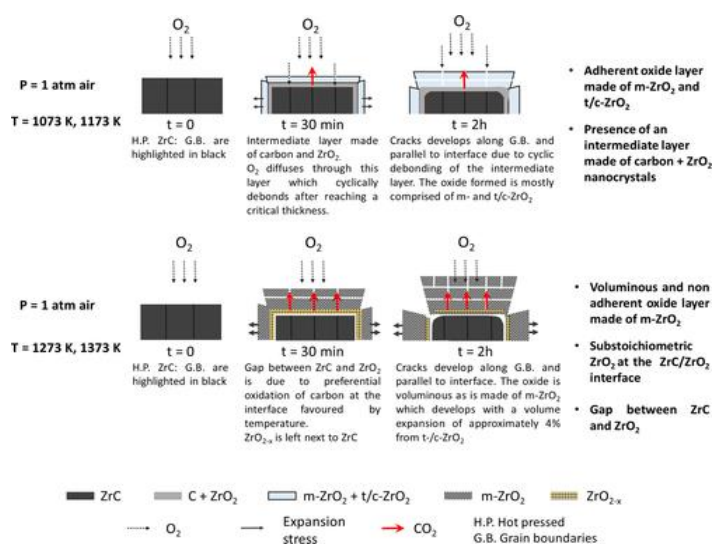 O2
O2
O2
P = 1 atm air
T = 1073 K, 1173 K
t = 0
H.P. ZrC: G.B. are
highlighted in black
t = 30 min
Intermediate layer made
of carbon and ZrO2.
O2 diffuses through this
layer which cyclically
debonds after reaching a
critical thickness.
t = 2h
Cracks develops along G.B. and
parallel to interface due to cyclic
debonding of the intermediate
layer. The oxide formed is mostly
comprised of m- and t/c-ZrO2
• Adherent oxide layer
made of m-ZrO2 and
t/c-ZrO2
• Presence of an
intermediate layer
made of carbon + ZrO2
nanocrystals
O2
O2
O2
P = 1 atm air
T = 1273 K, 1373 K
t = 0
H.P. ZrC: G.B. are
highlighted in black
t = 30 min
Gap between ZrC and ZrO2
is due to preferential
oxidation of carbon at the
interface favoured by
temperature.
ZrO2-x is left next to ZrC
t = 2h
Cracks develop along G.B. and
parallel to interface. The oxide is
voluminous as is made of m-ZrO2
which develops with a volume
expansion of approximately 4%
from t-/c-ZrO2
• Voluminous and non
adherent oxide layer
made of m-ZrO2
• Substoichiometric
ZrO2 at the ZrC/ZrO2
interface
• Gap between ZrC
and ZrO2
ZrC
C + ZrO2
m-ZrO2 + t/c-ZrO2
m-ZrO2
ZrO2-x
O2
Expansion
stress
CO2
H.P. Hot pressed
G.B. Grain boundaries